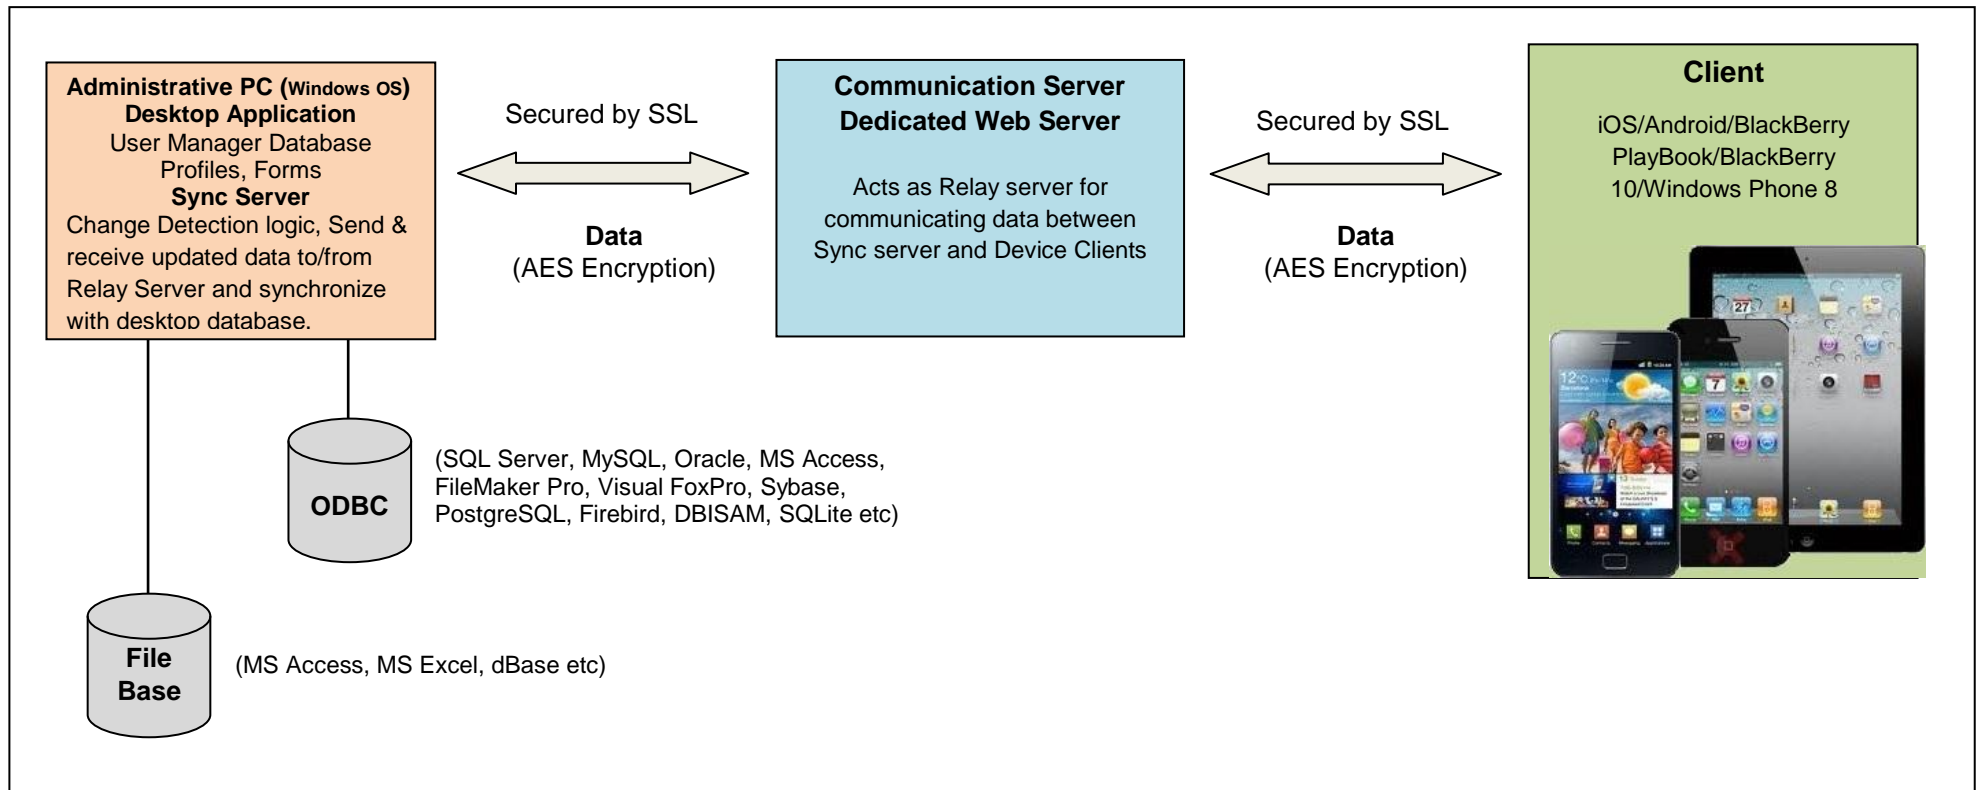 Administrative PC (Windows OS)
Desktop Application
User Manager Database
Profiles, Forms
Sync Server
Change Detection logic, Send &
receive updated data to/from
Relay Server and synchronize
with desktop database.
Secured by SSL
Data
(AES Encryption)
Communication Server
Dedicated Web Server
Acts as Relay server for
communicating data between
Sync server and Device Clients
Secured by SSL
Data
(AES Encryption)
Client
iOS/Android/BlackBerry
PlayBook/BlackBerry
10/Windows Phone 8
27
12°C
7
13
ODBC
(SQL Server, MySQL, Oracle, MS Access,
FileMaker Pro, Visual FoxPro, Sybase,
PostgreSQL, Firebird, DBISAM, SQLite etc)
File
Base
(MS Access, MS Excel, dBase etc)